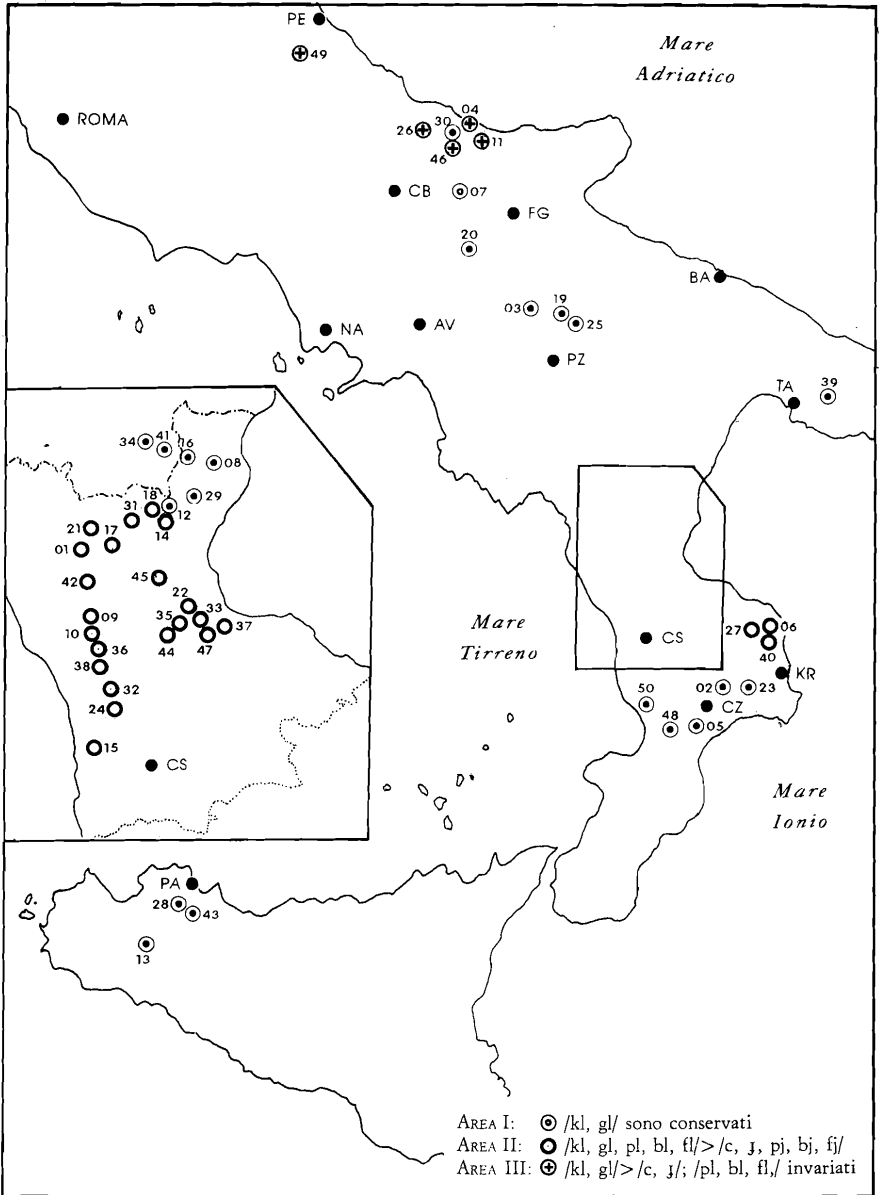 PE
49
Mare
Adriatico
ROMA
04
30
26
11
46
CB
07
FG
20
BA
03
19
25
NA
AV
PZ
TA
39
34
41
16
08
29
18
12
31
14
21
17
01
42
45
22
09
35
33
37
10
44
47
36
38
32
24
15
CS
Mare
Tirreno
CS
27
06
40
KR
02
23
50
CZ
48
05
Mare
Ionio
PA
28
43
13
AREA I: /kl, gl/ sono conservati
AREA II: /kl, gl, pl, bl, fl/>/c, ɟ, pj, bj, fj/
AREA III: /kl, gl/>/c, ɟ/; /pl, bl, fl,/ invariati